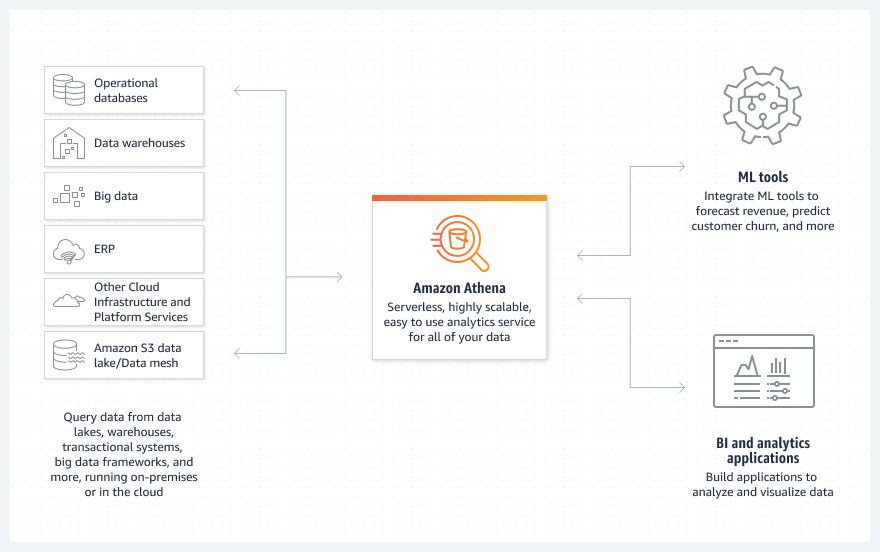 Operational
databases
Data warehouses
Big data
ERP
Other Cloud
Infrastructure and
Platform Services
Amazon S3 data
lake/Data mesh
Query data from data
lakes, warehouses,
transactional systems,
big data frameworks, and
more, running on-premises
or in the cloud
Amazon Athena
Serverless, highly scalable,
easy to use analytics service
for all of your data
ML tools
Integrate ML tools to
forecast revenue, predict
customer churn, and more
BI and analytics
applications
Build applications to
analyze and visualize data